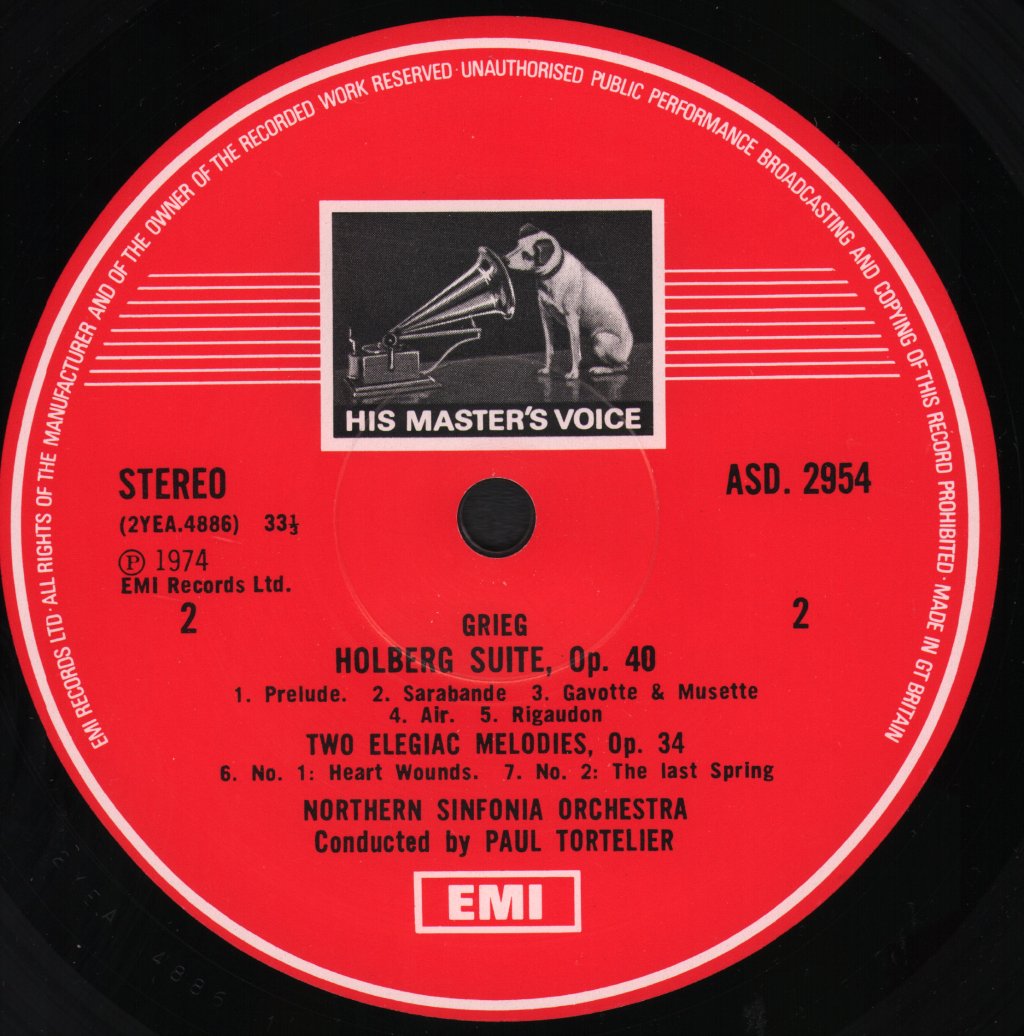 EMI RECORDS LTD·ALL RIGHTS OF THE MANUFACTURER AND OF THE OWNER OF THE RECORDED WORK RESERVED·UNAUTHORISED PUBLIC PERFORMANCE BROADCASTING AND COPYING OF THIS RECORD PROHIBITED·MADE IN GT BRITAIN
HIS MASTER'S VOICE
STEREO
ASD. 2954
(2YEA.4886) 33⅓
Ⓟ 1974
EMI Records Ltd.
2
2
GRIEG
HOLBERG SUITE, Op. 40
1. Prelude. 2. Sarabande 3. Gavotte & Musette
4. Air. 5. Rigaudon
TWO ELEGIAC MELODIES, Op. 34
6. No. 1: Heart Wounds. 7. No. 2: The last Spring
NORTHERN SINFONIA ORCHESTRA
Conducted by PAUL TORTELIER
EMI
2YEA 4886